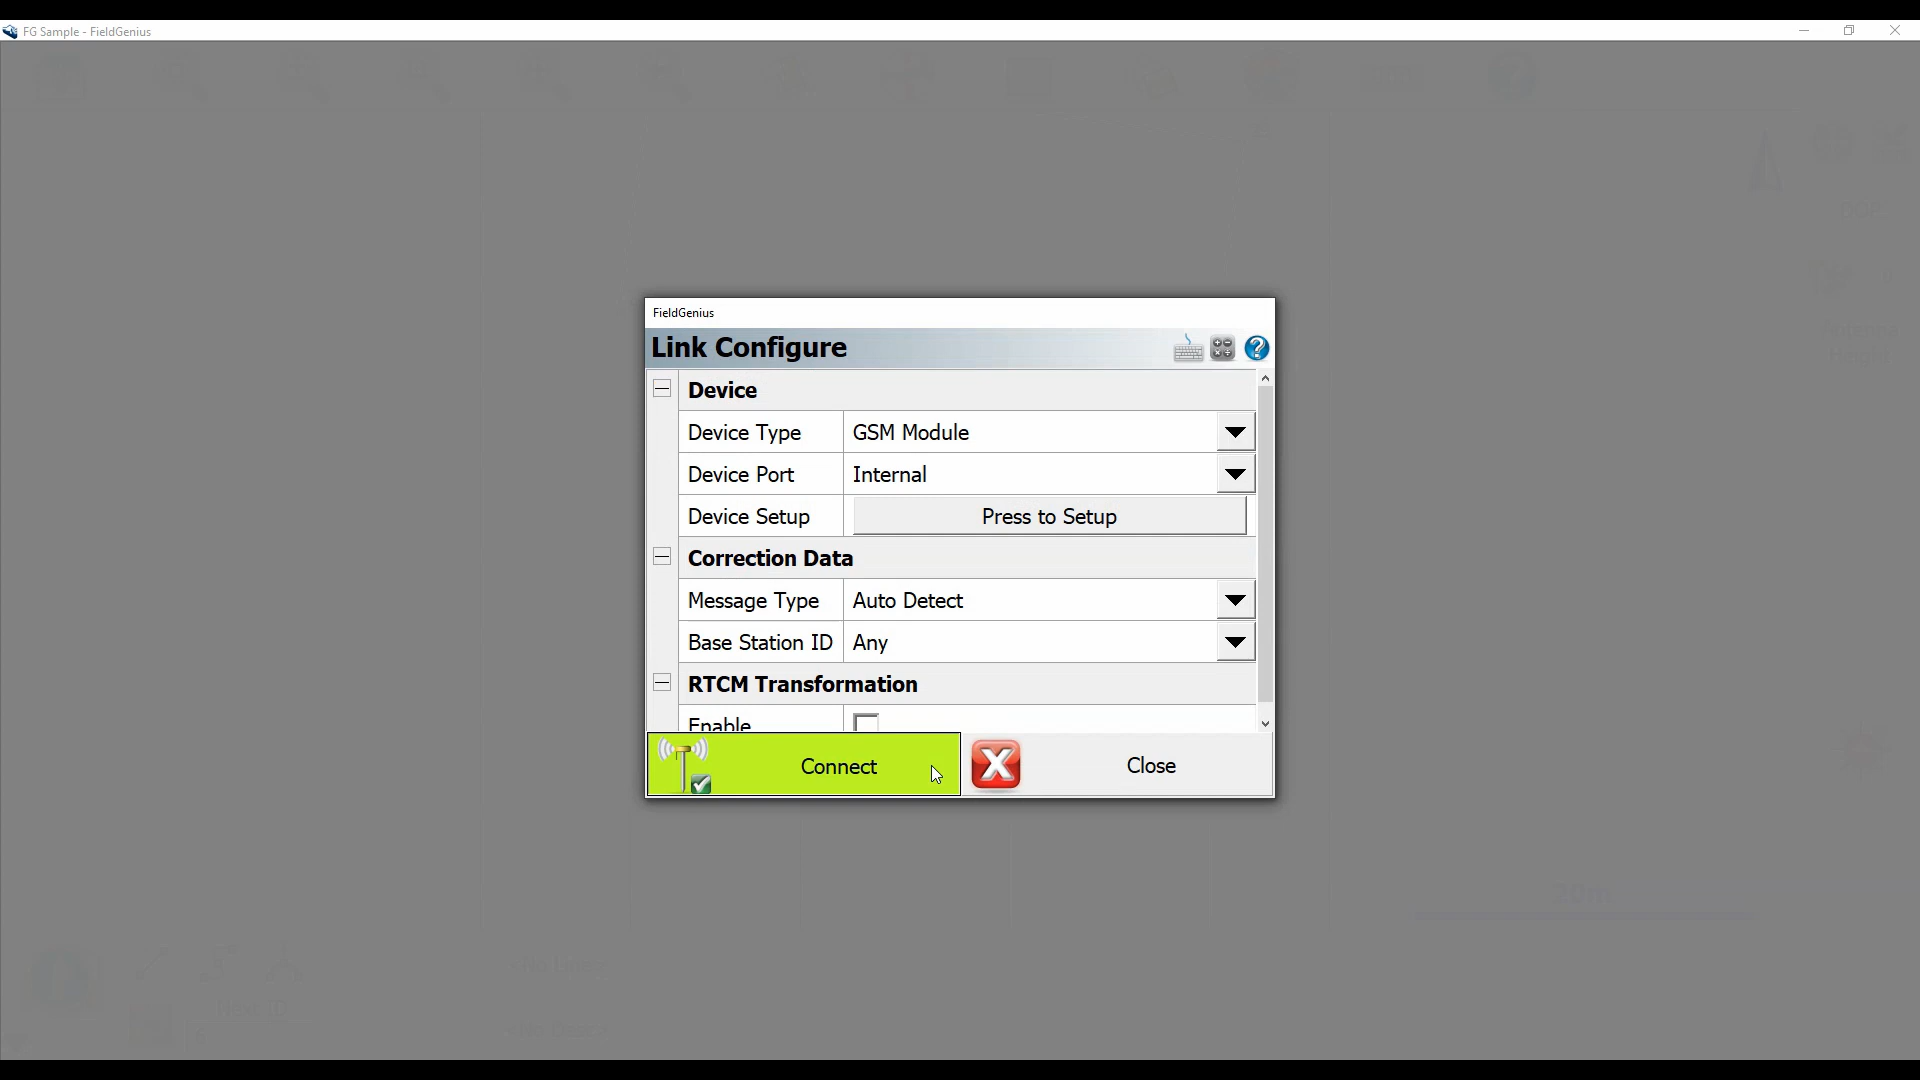 FG Sample - FieldGenius
FieldGenius
Link Configure
Device
Device Type GSM Module
Device Port Internal
Device Setup Press to Setup
Correction Data
Message Type Auto Detect
Base Station ID Any
RTCM Transformation
Enable
Connect Close